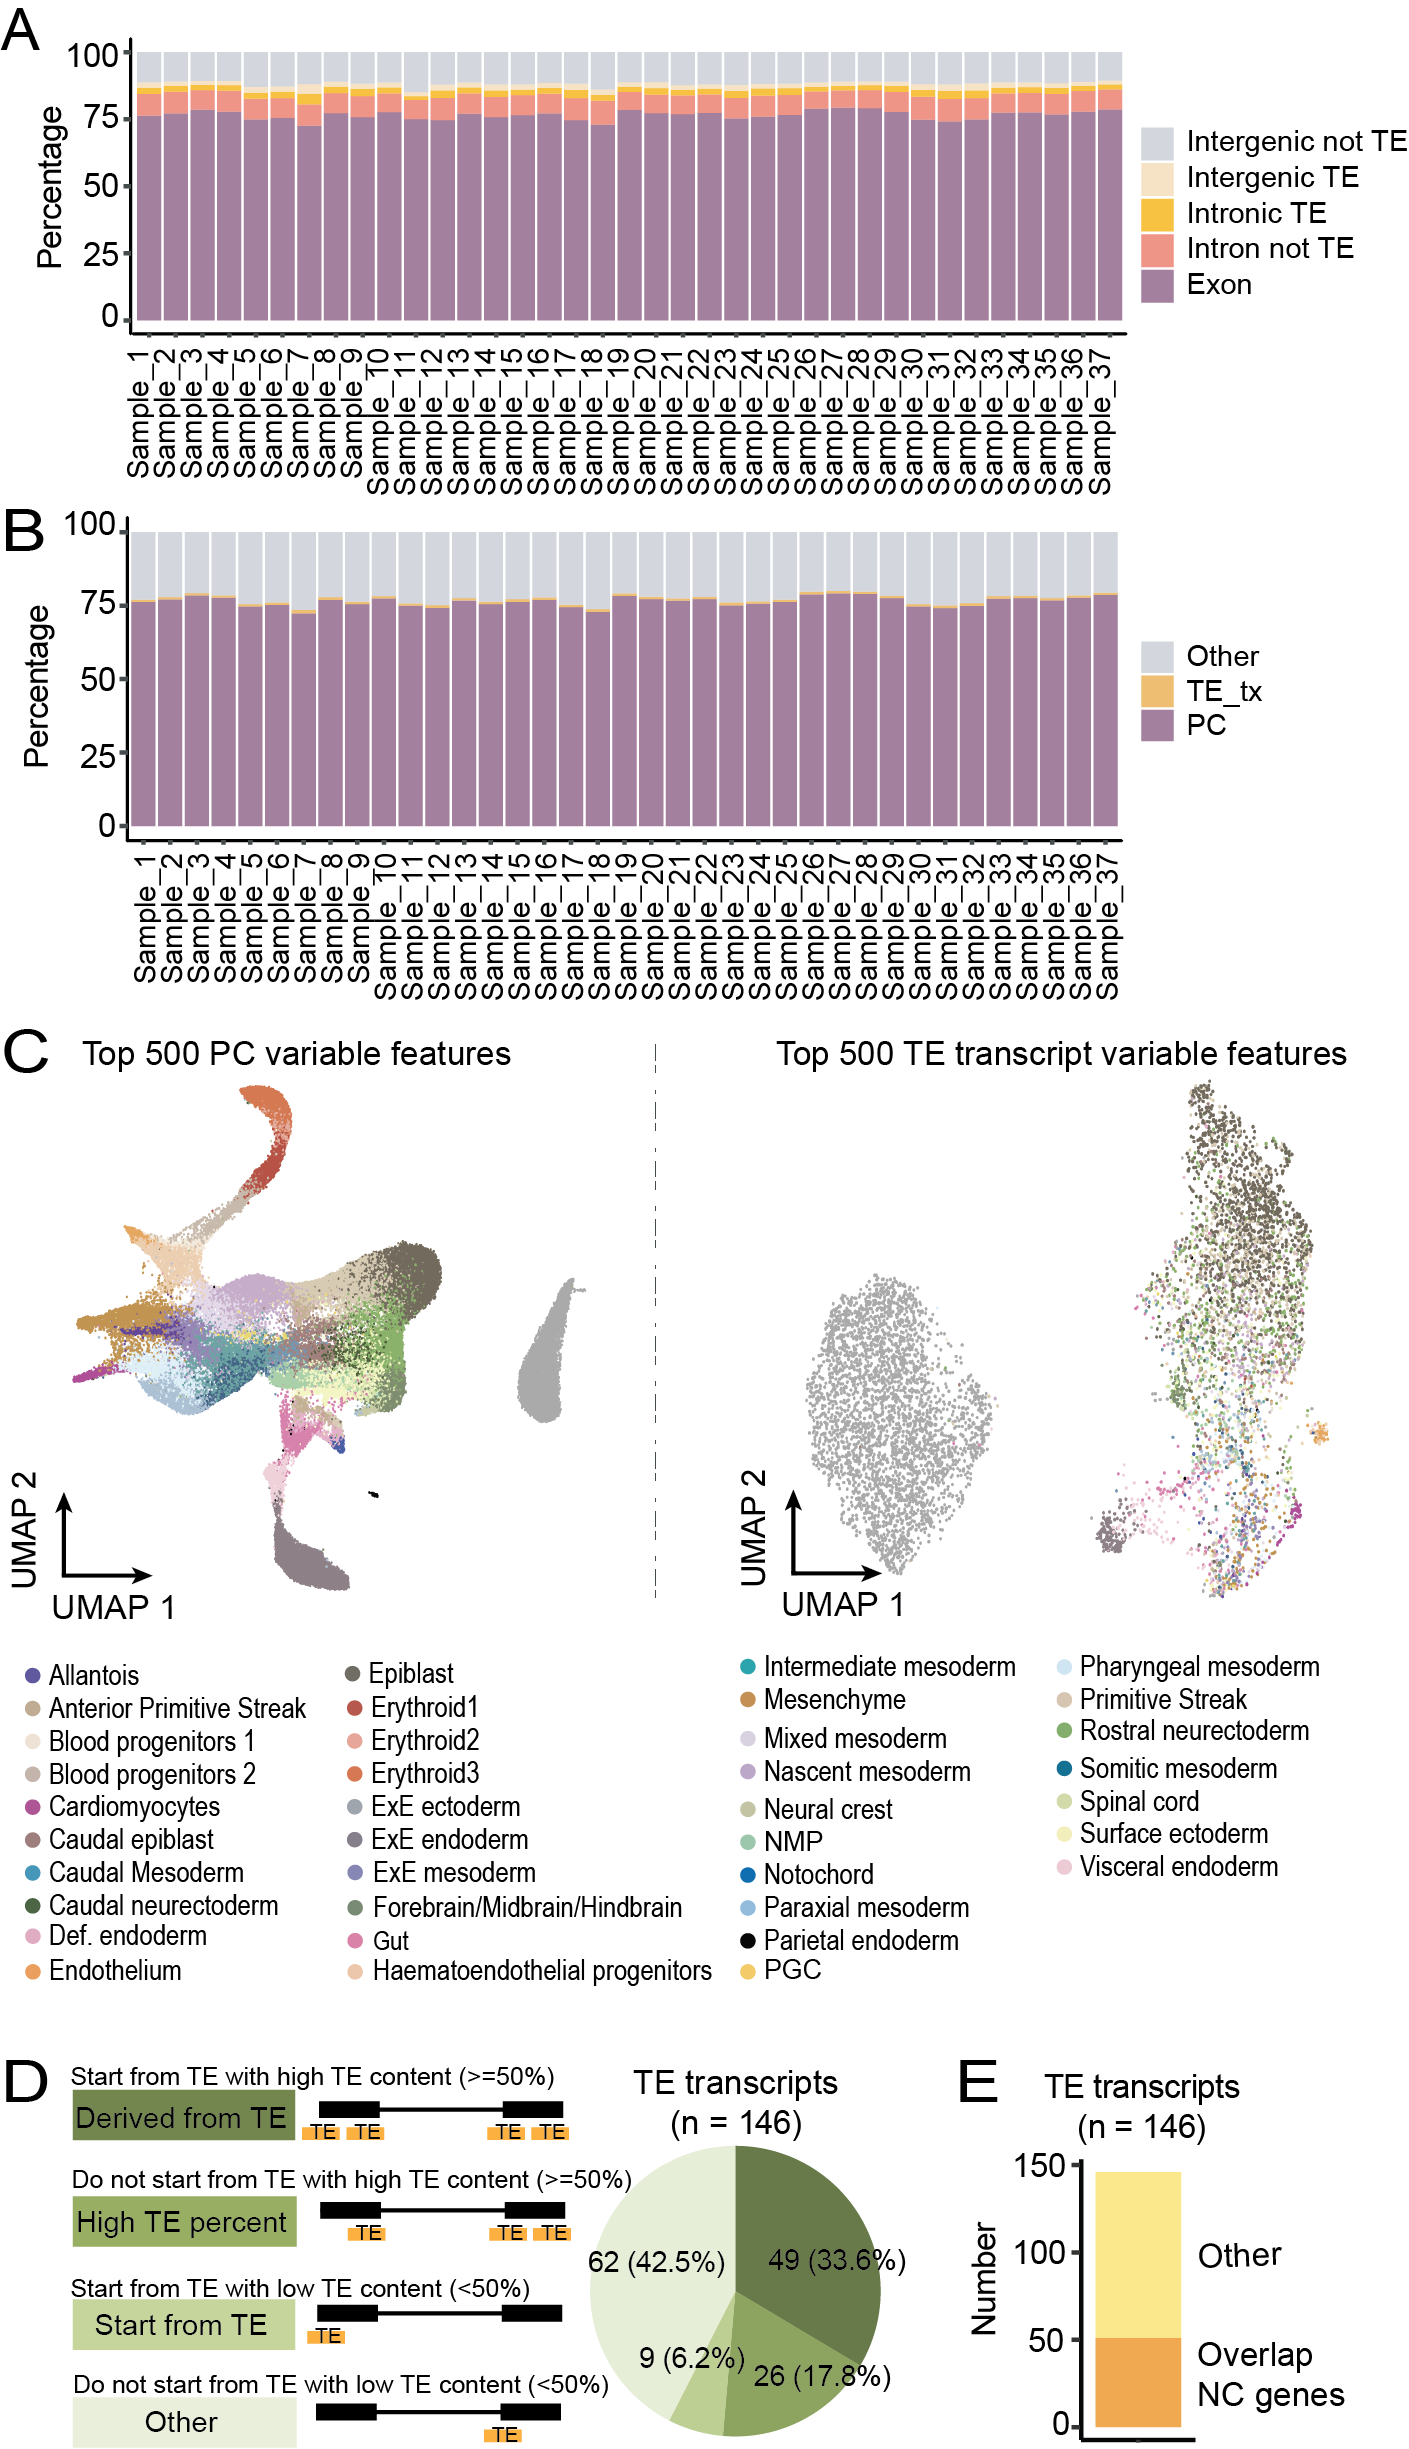 A
Percentage
100
75
50
25
0
Intergenic not TE
Intergenic TE
Intronic TE
Intron not TE
Exon
Sample_1
Sample_2
Sample_3
Sample_4
Sample_5
Sample_6
Sample_7
Sample_8
Sample_9
Sample_10
Sample_11
Sample_12
Sample_13
Sample_14
Sample_15
Sample_16
Sample_17
Sample_18
Sample_19
Sample_20
Sample_21
Sample_22
Sample_23
Sample_24
Sample_25
Sample_26
Sample_27
Sample_28
Sample_29
Sample_30
Sample_31
Sample_32
Sample_33
Sample_34
Sample_35
Sample_36
Sample_37
B
Percentage
100
75
50
25
0
Other
TE_tx
PC
Sample_1
Sample_2
Sample_3
Sample_4
Sample_5
Sample_6
Sample_7
Sample_8
Sample_9
Sample_10
Sample_11
Sample_12
Sample_13
Sample_14
Sample_15
Sample_16
Sample_17
Sample_18
Sample_19
Sample_20
Sample_21
Sample_22
Sample_23
Sample_24
Sample_25
Sample_26
Sample_27
Sample_28
Sample_29
Sample_30
Sample_31
Sample_32
Sample_33
Sample_34
Sample_35
Sample_36
Sample_37
C
Top 500 PC variable features
Top 500 TE transcript variable features
UMAP 2
UMAP 1
UMAP 2
UMAP 1
Allantois
Anterior Primitive Streak
Blood progenitors 1
Blood progenitors 2
Cardiomyocytes
Caudal epiblast
Caudal Mesoderm
Caudal neurectoderm
Def. endoderm
Endothelium
Epiblast
Erythroid1
Erythroid2
Erythroid3
ExE ectoderm
ExE endoderm
ExE mesoderm
Forebrain/Midbrain/Hindbrain
Gut
Haematoendothelial progenitors
Intermediate mesoderm
Mesenchyme
Mixed mesoderm
Nascent mesoderm
Neural crest
NMP
Notochord
Paraxial mesoderm
Parietal endoderm
PGC
Pharyngeal mesoderm
Primitive Streak
Rostral neurectoderm
Somitic mesoderm
Spinal cord
Surface ectoderm
Visceral endoderm
D
Start from TE with high TE content (>=50%)
Derived from TE
TE TE TE TE
Do not start from TE with high TE content (>=50%)
High TE percent
TE TE TE
Start from TE with low TE content (<50%)
Start from TE
TE
Do not start from TE with low TE content (<50%)
Other
TE
TE transcripts
(n = 146)
62 (42.5%)
49 (33.6%)
9 (6.2%)
26 (17.8%)
E
TE transcripts
(n = 146)
Number
150
100
50
0
Other
Overlap
NC genes